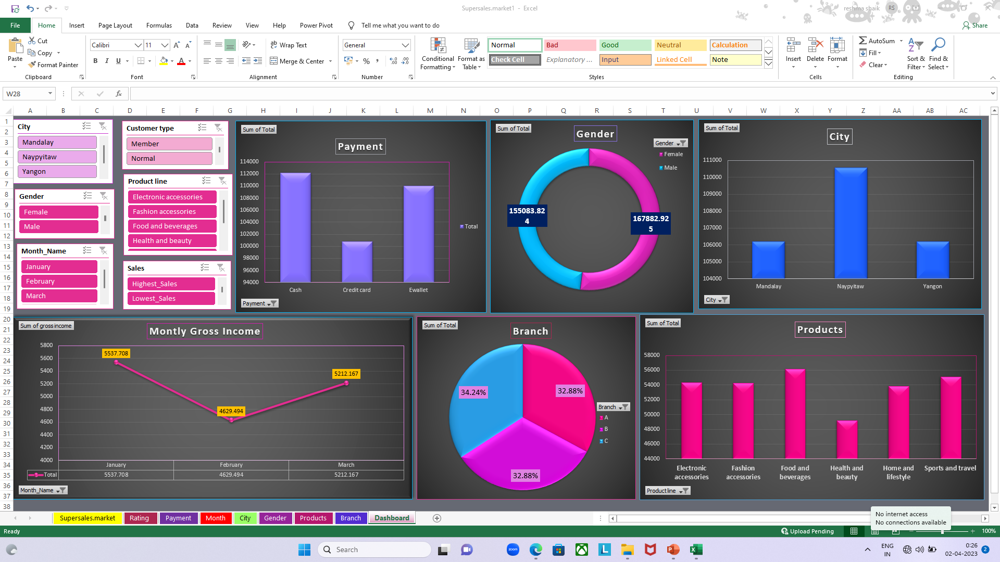 Supersales.market1 - Excel
reshma shaik RS
File Home Insert Page Layout Formulas Data Review View Help Power Pivot Tell me what you want to do Share
Paste
Cut
Copy
Format Painter
Clipboard
Calibri 11
B I U
Font
Wrap Text
Merge & Center
Alignment
General
Number
Conditional Formatting
Format as Table
Normal Bad Good Neutral Calculation
Check Cell Explanatory ... Input Linked Cell Note
Styles
Insert Delete Format
Cells
AutoSum
Fill
Clear
Sort & Filter
Find & Select
Editing
W28
fx
A B C D E F G H I J K L M N O P Q R S T U V W X Y Z AA AB AC
1
2
3
4
5
6
7
8
9
10
11
12
13
14
15
16
17
18
19
20
21
22
23
24
25
26
27
28
29
30
31
32
33
34
35
36
37
38
City
Mandalay
Naypyitaw
Yangon
Customer type
Member
Normal
Gender
Female
Male
Product line
Electronic accessories
Fashion accessories
Food and beverages
Health and beauty
Month_Name
January
February
March
Sales
Highest_Sales
Lowest_Sales
Sum of Total
Payment
114000
112000
110000
108000
106000
104000
102000
100000
98000
96000
94000
Cash Credit card Ewallet
Total
Payment
Sum of Total
Gender
Gender
Female
Male
155083.82
4
167882.92
5
Sum of Total
City
111000
110000
109000
108000
107000
106000
105000
104000
Mandalay Naypyitaw Yangon
City
Sum of gross income
Montly Gross Income
5800
5600
5400
5200
5000
4800
4600
4400
4200
4000
5537.708
4629.494
5212.167
January February March
Total 5537.708 4629.494 5212.167
Month_Name
Sum of Total
Branch
34.24%
32.88%
32.88%
Branch
A
B
C
Sum of Total
Products
58000
56000
54000
52000
50000
48000
46000
44000
Electronic accessories
Fashion accessories
Food and beverages
Health and beauty
Home and lifestyle
Sports and travel
Product line
Supersales.market Rating Payment Month City Gender Products Branch Dashboard
No internet access
No connections available
Ready
Upload Pending
100%
Search
zoom
L
ENG
IN
0:26
02-04-2023
2